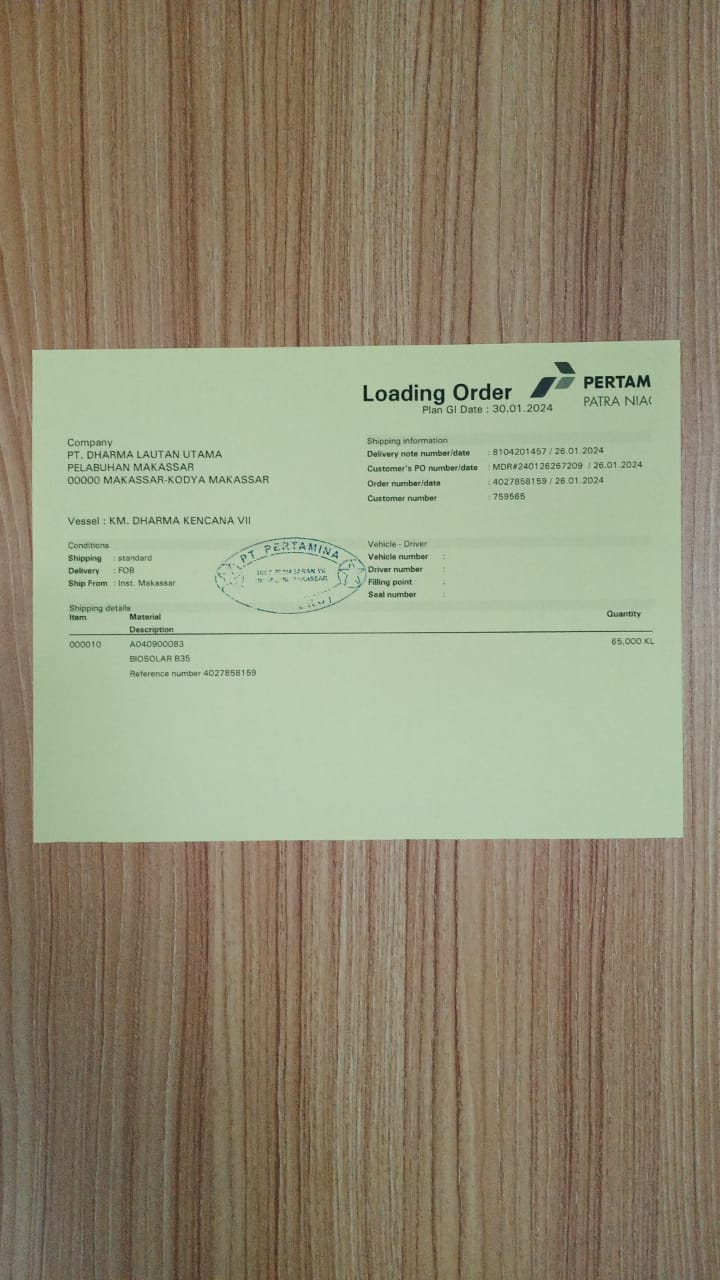 Loading Order
Plan GI Date : 30.01.2024
PERTAM
PATRA NIAG
Company
PT. DHARMA LAUTAN UTAMA
PELABUHAN MAKASSAR
00000 MAKASSAR-KODYA MAKASSAR
Shipping information
Delivery note number/date : 8104201457 / 26.01.2024
Customer's PO number/date : MDR#240126267209 / 26.01.2024
Order number/date : 4027858159 / 26.01.2024
Customer number : 759565
Vessel : KM. DHARMA KENCANA VII
Conditions
Shipping : standard
Delivery : FOB
Ship From : Inst. Makassar
PT PERTAMINA
Vehicle - Driver
Vehicle number :
Driver number :
Filling point :
Seal number :
Shipping details
Item Material Quantity
Description
000010 A040900083 65,000 KL
BIOSOLAR B35
Reference number 4027858159